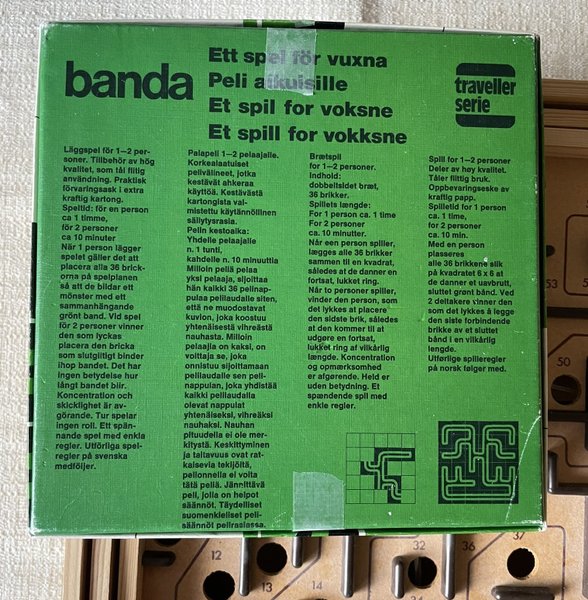 banda
Ett spel för vuxna
Peli aikuisille
Et spil for voksne
Et spill for vokksne
traveller
serie
Läggspel för 1—2 per-
soner. Tillbehör av hög
kvalitet, som tål flitig
användning. Praktisk
förvaringsask i extra
kraftig kartong.
Speltid: för en person
ca 1 timme,
för 2 personer
ca 10 minuter
När 1 person lägger
spelet gäller det att
placera alla 36 brick-
orna på spelplanen
så att de bildar ett
mönster med ett
sammanhängande
grönt band. Vid spel
för 2 personer vinner
den som lyckas
placera den bricka
som slutgiltigt binder
ihop bandet. Det har
ingen betydelse hur
långt bandet blir.
Koncentration och
skicklighet är av-
görande. Tur spelar
ingen roll. Ett spän-
nande spel med enkla
regler. Utförliga spel-
regler på svenska
medföljer.
Palapeli 1—2 pelaajalle.
Korkealaatuiset
pelivälineet, jotka
kestävät ahkeraa
käyttöä. Kestävästä
kartongista val-
mistettu käytännöllinen
säilytysrasia.
Pelin kestoaika:
Yhdelle pelaajalle
n. 1 tunti,
kahdelle n. 10 minuuttia
Milloin peliä pelaa
yksi pelaaja, sijoittaa
hän kaikki 36 pelinap-
pulaa pelilaudalle siten,
että ne muodostavat
kuvion, joka koostuu
yhtenäisestä vihreästä
nauhasta. Milloin
pelaajia on kaksi, on
voittaja se, joka
onnistuu sijoittamaan
pelilaudalle sen peli-
nappulan, joka yhdistää
kaikki pelilaudalla
olevat nappulat
yhtenäiseksi, vihreäksi
nauhaksi. Nauhan
pituudella ei ole mer-
kitystä. Keskittyminen
ja taitavuus ovat rat-
kaisevia tekijöitä,
pelionnella ei voita
tätä peliä. Jännittävä
peli, jolla on helpot
säännöt. Täydelliset
suomenkieliset peli-
säännöt pelirasiassa.
Brætspil
for 1—2 personer.
Indhold:
dobbeltsidet bræt,
36 brikker.
Spillets længde:
For 1 person ca. 1 time
For 2 personer
ca. 10 minutter.
Når een person spiller,
lægges alle 36 brikker
sammen til en kvadrat,
således at de danner en
fortsat, lukket ring.
Når to personer spiller,
vinder den person, som
det lykkes at placere
den sidste brik, således
at den kommer til at
udgøre en fortsat,
lukket ring af vilkårlig
længde. Koncentration
og opmærksomhed
er afgørende. Held er
uden betydning. Et
spændende spil med
enkle regler.
Spill for 1—2 personer
Deler av høy kvalitet.
Tåler flittig bruk.
Oppbevaringseske av
kraftig papp.
Spilletid for 1 person
ca. 1 time,
for 2 personer
ca. 10 min.
Med en person
plasseres
alle 36 brikkene slik
på kvadratet 6 x 6 at
de danner et uavbrutt,
sluttet grønn bånd. Ved
2 deltakere vinner den
som det lykkes å legge
den siste forbindende
brikke av et sluttet
bånd i en vilkårlig
lengde.
Utførlige spilleregler
på norsk følger med.
53
50
12
13
14
32
36
37